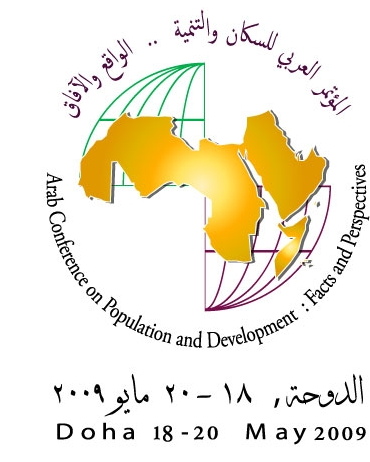 المؤتمر العربي للسكان والتنمية .. الواقع والآفاق
Arab Conference on Population and Development : Facts and Perspectives
الدوحة, ١٨ - ٢٠ مايو ٢٠٠٩
Doha 18-20 May 2009